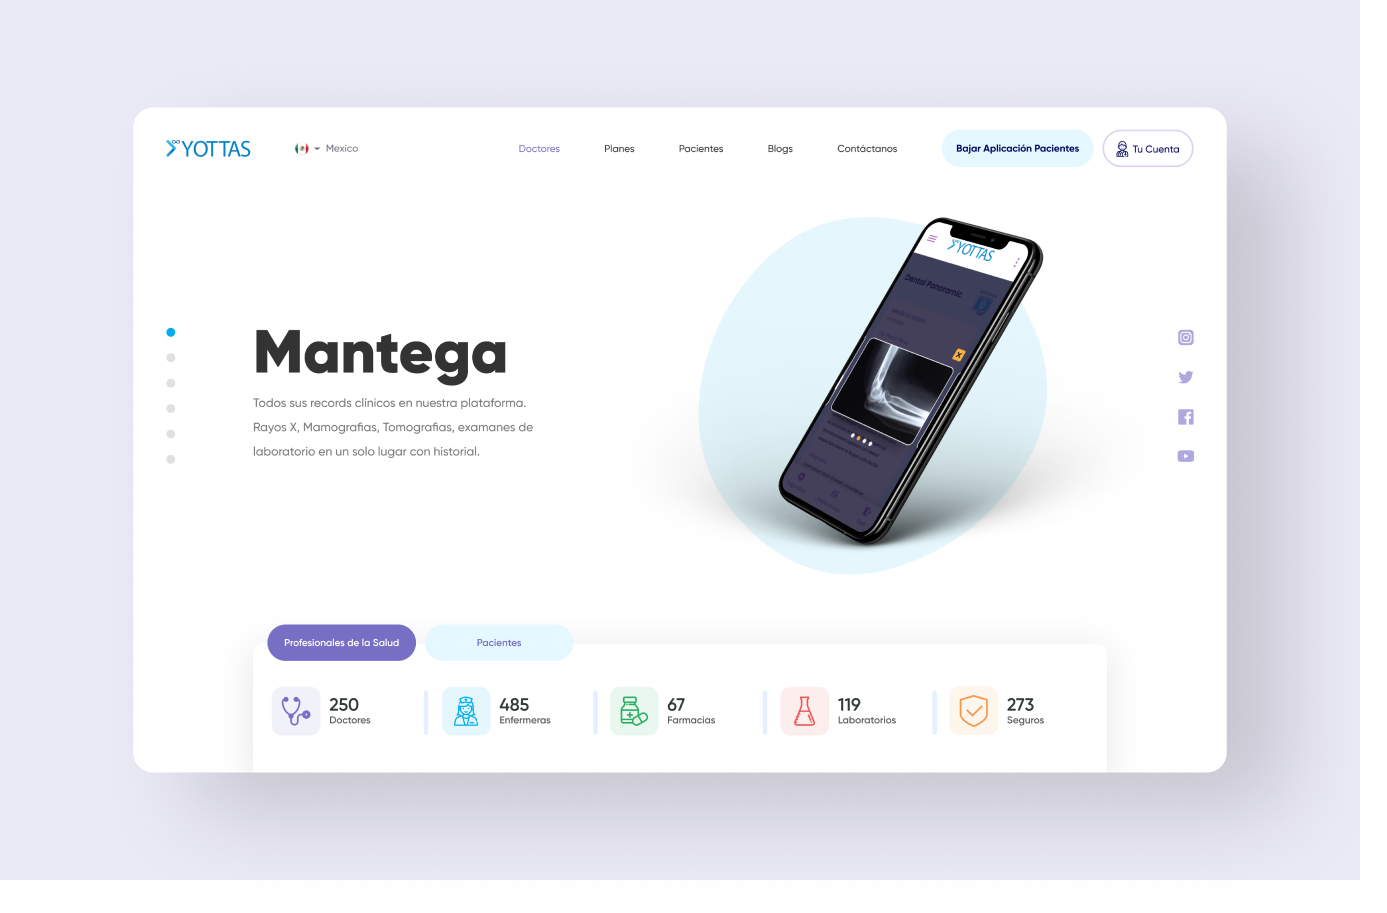 YOTTAS
Mexico
Doctores
Planes
Pacientes
Blogs
Contáctanos
Bajar Aplicación Pacientes
Tu Cuenta
YOTTAS
Dental Panoramic
x
Mantega
Todos sus records clínicos en nuestra plataforma.
Rayos X, Mamografias, Tomografias, examanes de
laboratorio en un solo lugar con historial.
Profesionales de la Salud
Pacientes
250
Doctores
485
Enfermeras
67
Farmacias
119
Laboratorios
273
Seguros